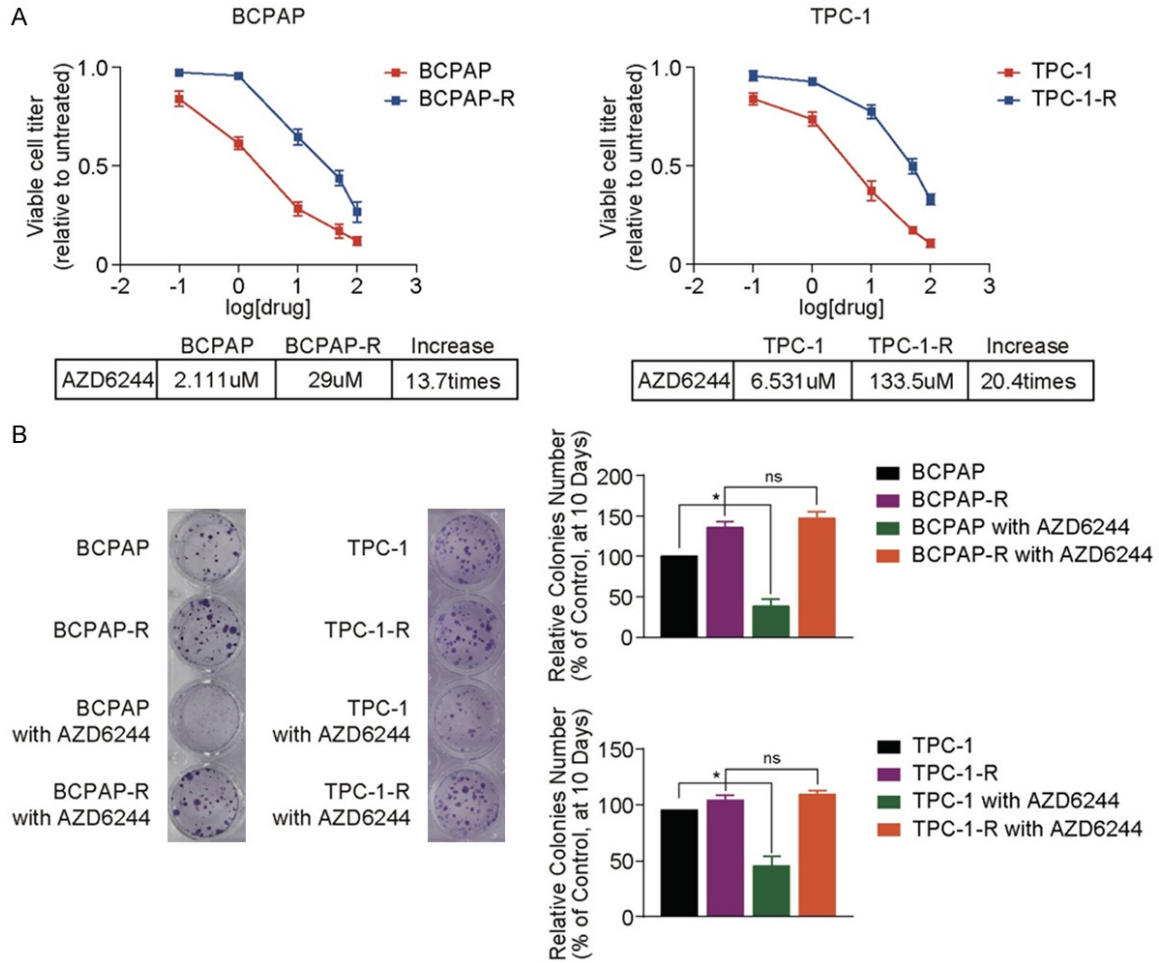 A
BCPAP
Viable cell titer
(relative to untreated)
1.0
0.5
0
-2 -1 0 1 2 3
log[drug]
BCPAP
BCPAP-R
BCPAP BCPAP-R Increase
AZD6244 2.111uM 29uM 13.7times
TPC-1
Viable cell titer
(relative to untreated)
1.0
0.5
0
-2 -1 0 1 2 3
log[drug]
TPC-1
TPC-1-R
TPC-1 TPC-1-R Increase
AZD6244 6.531uM 133.5uM 20.4times
B
BCPAP
BCPAP-R
BCPAP
with AZD6244
BCPAP-R
with AZD6244
TPC-1
TPC-1-R
TPC-1
with AZD6244
TPC-1-R
with AZD6244
Relative Colonies Number
(% of Control, at 10 Days)
200
150
100
50
0
*
ns
BCPAP
BCPAP-R
BCPAP with AZD6244
BCPAP-R with AZD6244
Relative Colonies Number
(% of Control, at 10 Days)
150
100
50
0
*
ns
TPC-1
TPC-1-R
TPC-1 with AZD6244
TPC-1-R with AZD6244